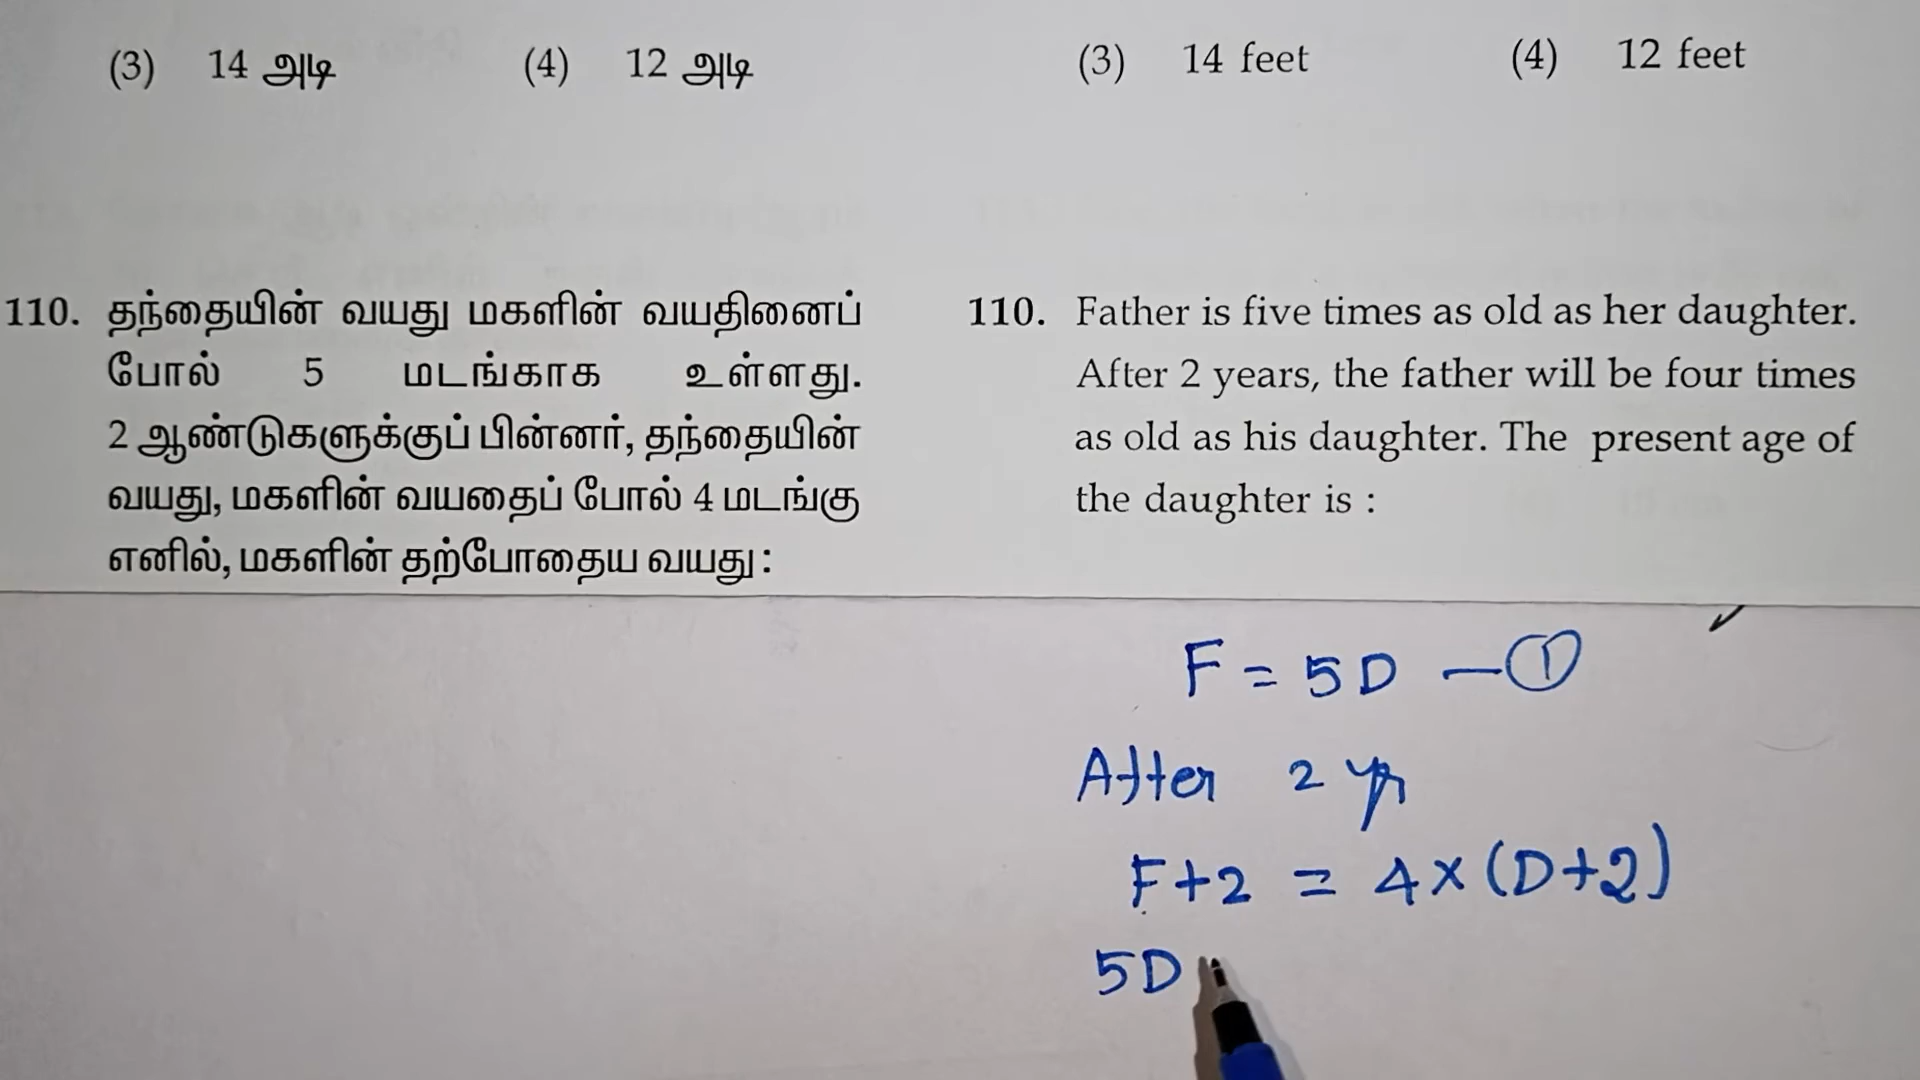 (3) 14 அடி (4) 12 அடி
110. தந்தையின் வயது மகளின் வயதினைப்
போல் 5 மடங்காக உள்ளது.
2 ஆண்டுகளுக்குப் பின்னர், தந்தையின்
வயது, மகளின் வயதைப் போல் 4 மடங்கு
எனில், மகளின் தற்போதைய வயது :
(3) 14 feet (4) 12 feet
110. Father is five times as old as her daughter.
After 2 years, the father will be four times
as old as his daughter. The present age of
the daughter is :
F = 5D — ①
After 2 yr
F+2 = 4×(D+2)
5D